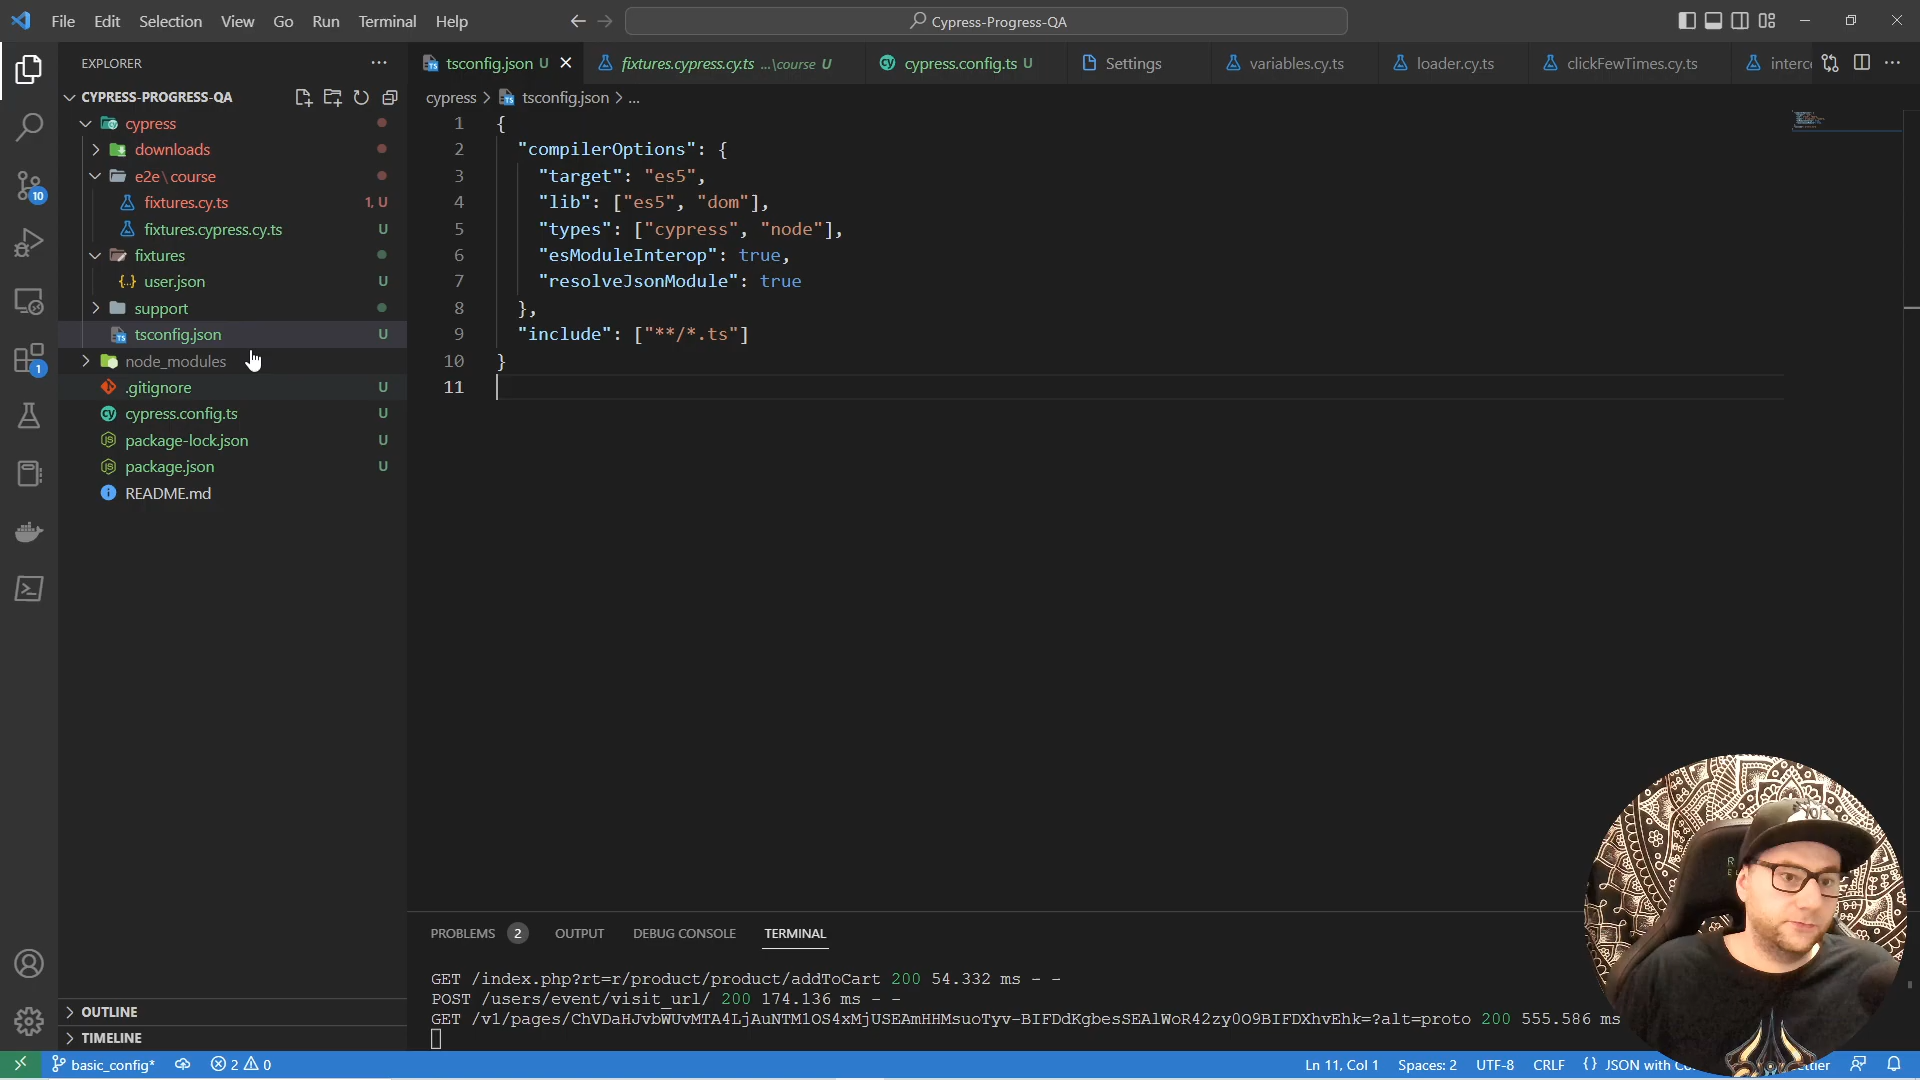 File Edit Selection View Go Run Terminal Help
Cypress-Progress-QA
EXPLORER
tsconfig.json U
fixtures.cypress.cy.ts ...\course U
cypress.config.ts U
Settings
variables.cy.ts
loader.cy.ts
clickFewTimes.cy.ts
interc
CYPRESS-PROGRESS-QA
cypress
downloads
e2e\course
fixtures.cy.ts 1, U
fixtures.cypress.cy.ts U
fixtures
user.json U
support
tsconfig.json U
node_modules
.gitignore U
cypress.config.ts U
package-lock.json U
package.json U
README.md
OUTLINE
TIMELINE
10
1
cypress > tsconfig.json > ...
1 {
2 "compilerOptions": {
3 "target": "es5",
4 "lib": ["es5", "dom"],
5 "types": ["cypress", "node"],
6 "esModuleInterop": true,
7 "resolveJsonModule": true
8 },
9 "include": ["**/*.ts"]
10 }
11
PROBLEMS 2 OUTPUT DEBUG CONSOLE TERMINAL
GET /index.php?rt=r/product/product/addToCart 200 54.332 ms - -
POST /users/event/visit_url/ 200 174.136 ms - -
GET /v1/pages/ChVDaHJvbWUvMTA4LjAuNTM1OS4xMjUSEAmHHMsuoTyv-BIFDdKgbesSEAlWoR42zy0O9BIFDXhvEhk=?alt=proto 200 555.586 ms
basic_config* 2 0
Ln 11, Col 1 Spaces: 2 UTF-8 CRLF {} JSON with Co